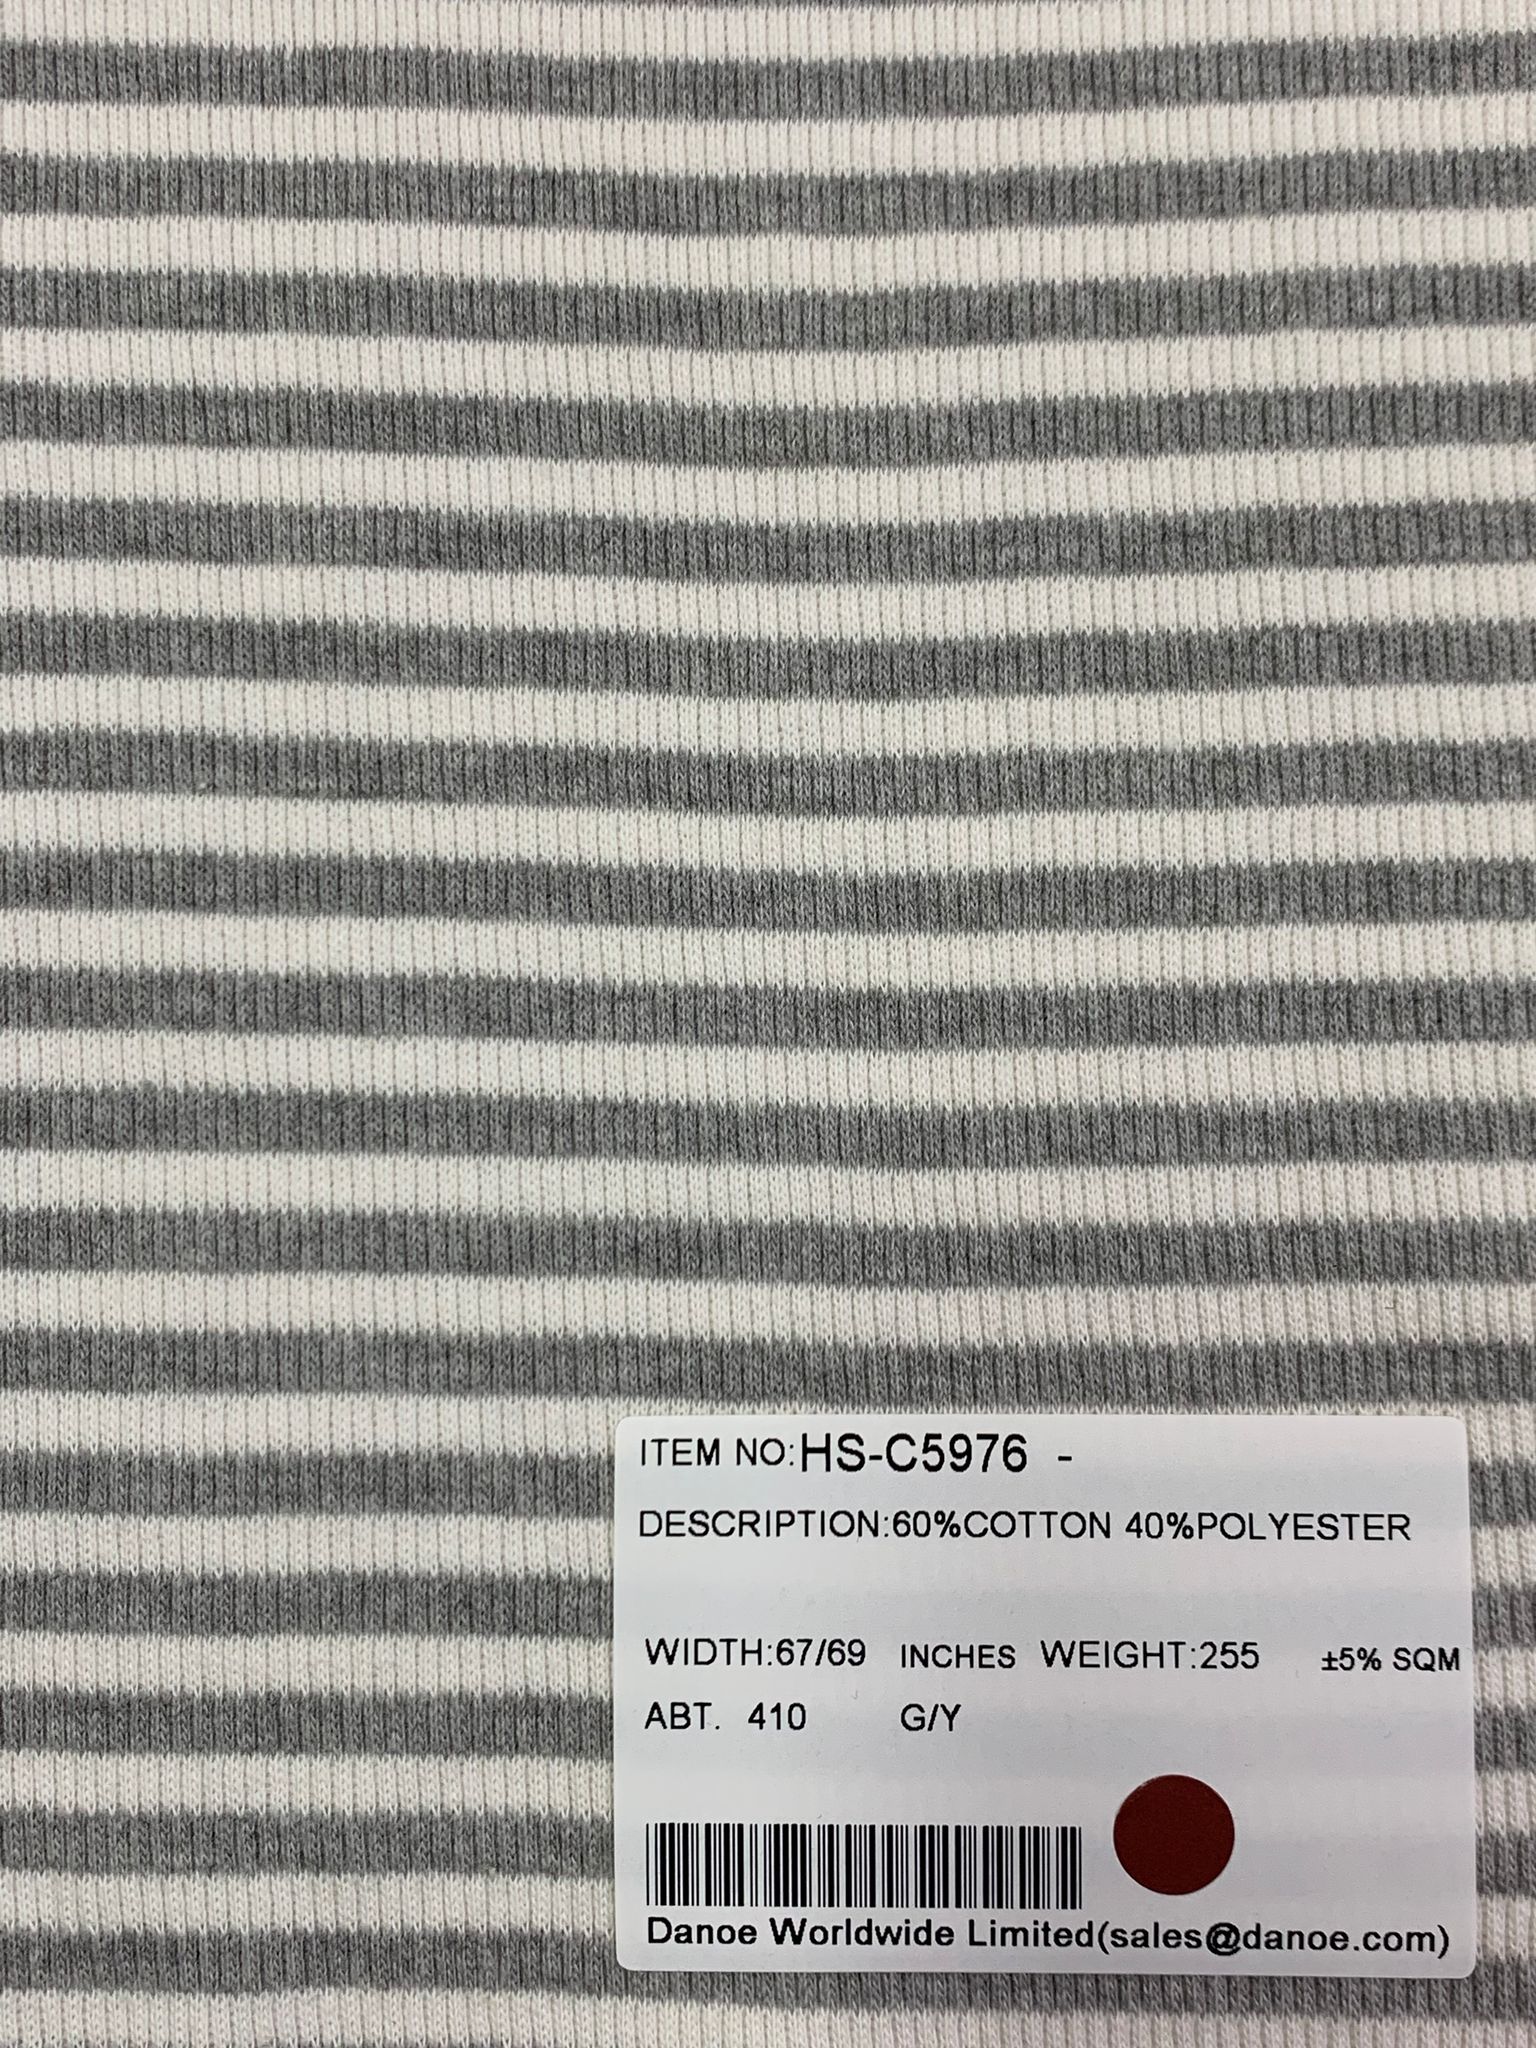 ITEM NO:HS-C5976 -
DESCRIPTION:60%COTTON 40%POLYESTER
WIDTH:67/69 INCHES WEIGHT:255 ±5% SQM
ABT. 410 G/Y
Danoe Worldwide Limited(sales@danoe.com)